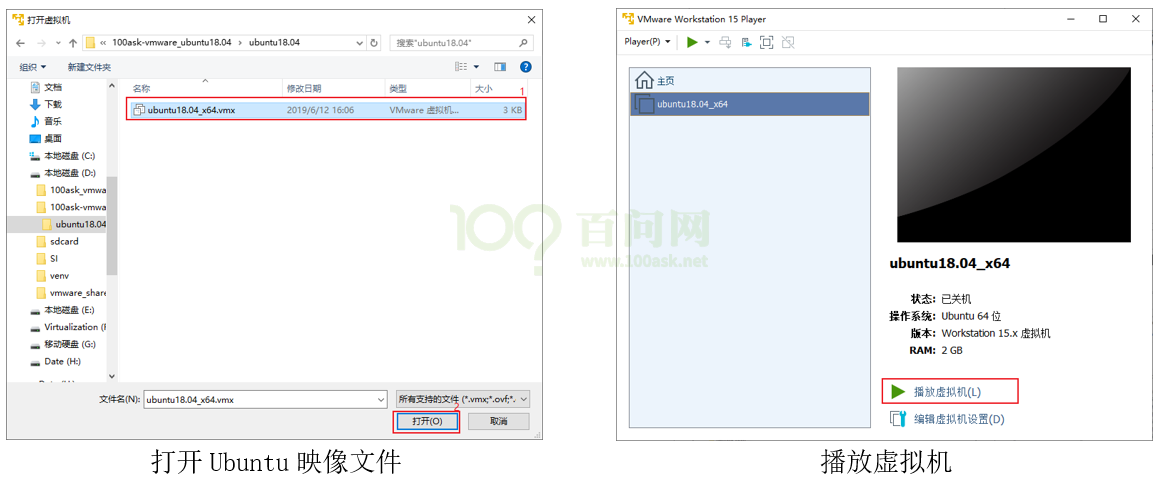 打开虚拟机
« 100ask-vmware_ubuntu18.04 › ubuntu18.04
搜索"ubuntu18.04"
组织 新建文件夹
名称 修改日期 类型 大小
1
ubuntu18.04_x64.vmx 2019/6/12 16:06 VMware 虚拟机... 3 KB
文档
下载
音乐
桌面
本地磁盘 (C:)
本地磁盘 (D:)
100ask_vmwa
100ask-vmwa
ubuntu18.04
sdcard
SI
venv
vmware_share
本地磁盘 (E:)
Virtualization (
移动硬盘 (G:)
Date (H:)
文件名(N): ubuntu18.04_x64.vmx 所有支持的文件 (*.vmx;*.ovf;*.
2
打开(O) 取消
打开 Ubuntu 映像文件
VMware Workstation 15 Player
Player(P)
主页
ubuntu18.04_x64
ubuntu18.04_x64
状态: 已关机
操作系统: Ubuntu 64 位
版本: Workstation 15.x 虚拟机
RAM: 2 GB
播放虚拟机(L)
编辑虚拟机设置(D)
播放虚拟机
100 百问网
www.100ask.net